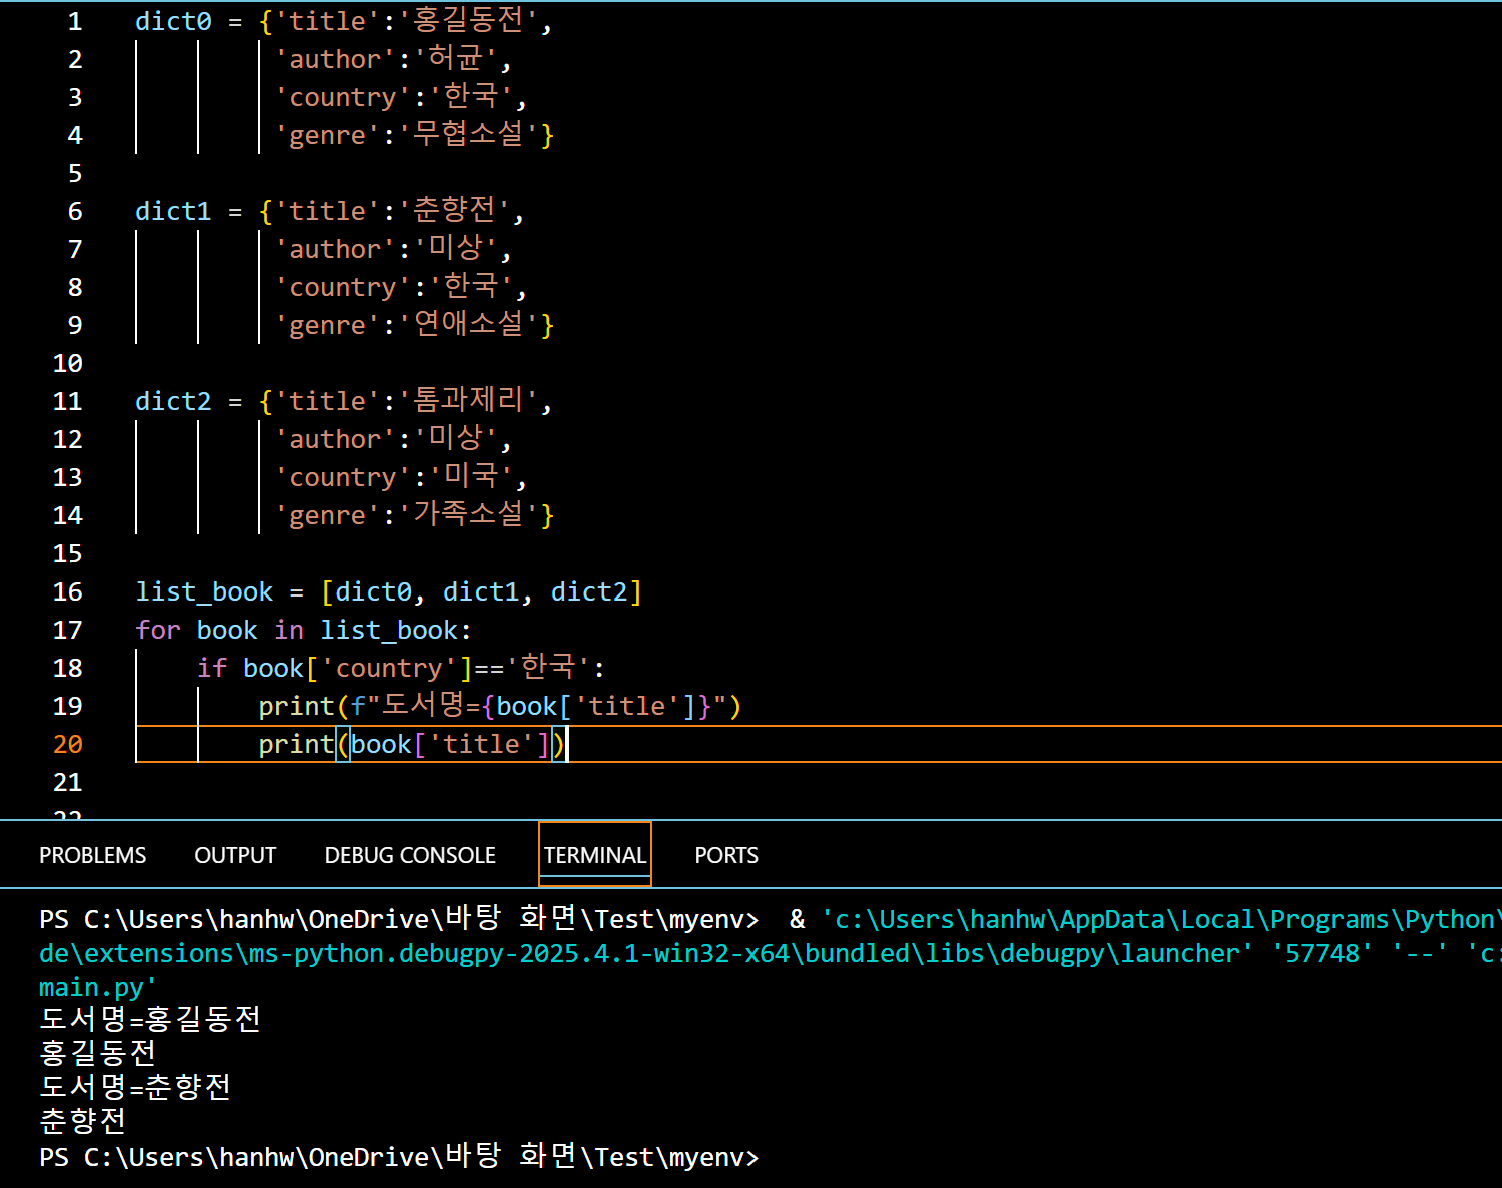 1 dict0 = {'title':'홍길동전',
2 'author':'허균',
3 'country':'한국',
4 'genre':'무협소설'}
5
6 dict1 = {'title':'춘향전',
7 'author':'미상',
8 'country':'한국',
9 'genre':'연애소설'}
10
11 dict2 = {'title':'톰과제리',
12 'author':'미상',
13 'country':'미국',
14 'genre':'가족소설'}
15
16 list_book = [dict0, dict1, dict2]
17 for book in list_book:
18 if book['country']=='한국':
19 print(f"도서명={book['title']}")
20 print(book['title'])
21
22
PROBLEMS OUTPUT DEBUG CONSOLE TERMINAL PORTS
PS C:\Users\hanhw\OneDrive\바탕 화면\Test\myenv> & 'c:\Users\hanhw\AppData\Local\Programs\Python\
de\extensions\ms-python.debugpy-2025.4.1-win32-x64\bundled\libs\debugpy\launcher' '57748' '--' 'c:
main.py'
도서명=홍길동전
홍길동전
도서명=춘향전
춘향전
PS C:\Users\hanhw\OneDrive\바탕 화면\Test\myenv>